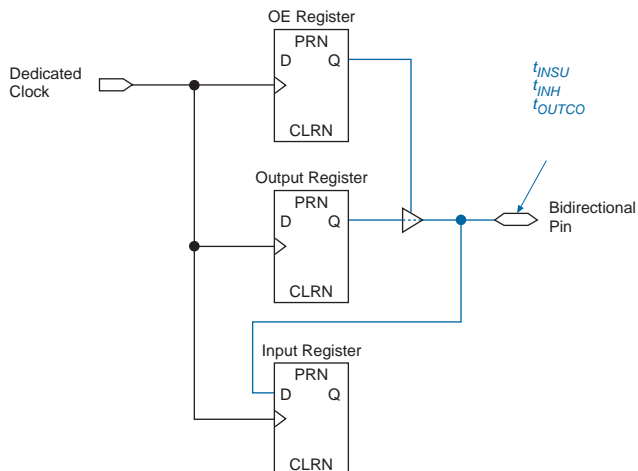 OE Register
PRN
D Q
CLRN
Dedicated
Clock
tINSU
tINH
tOUTCO
Output Register
PRN
D Q
CLRN
Bidirectional
Pin
Input Register
PRN
D Q
CLRN